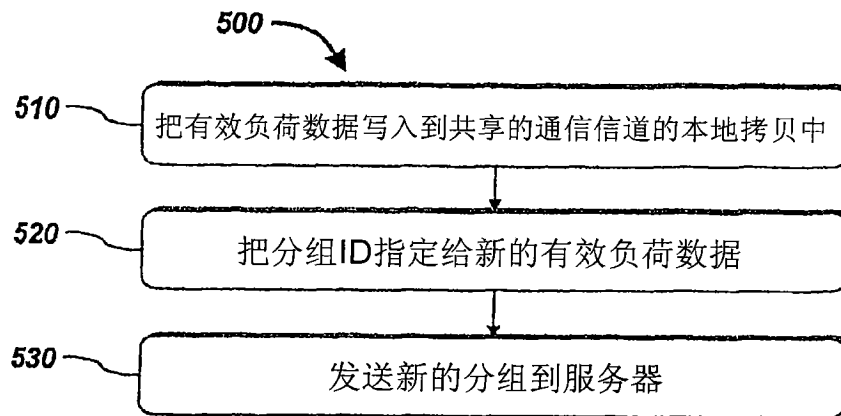 500
510
把有效负荷数据写入到共享的通信信道的本地拷贝中
520
把分组ID指定给新的有效负荷数据
530
发送新的分组到服务器